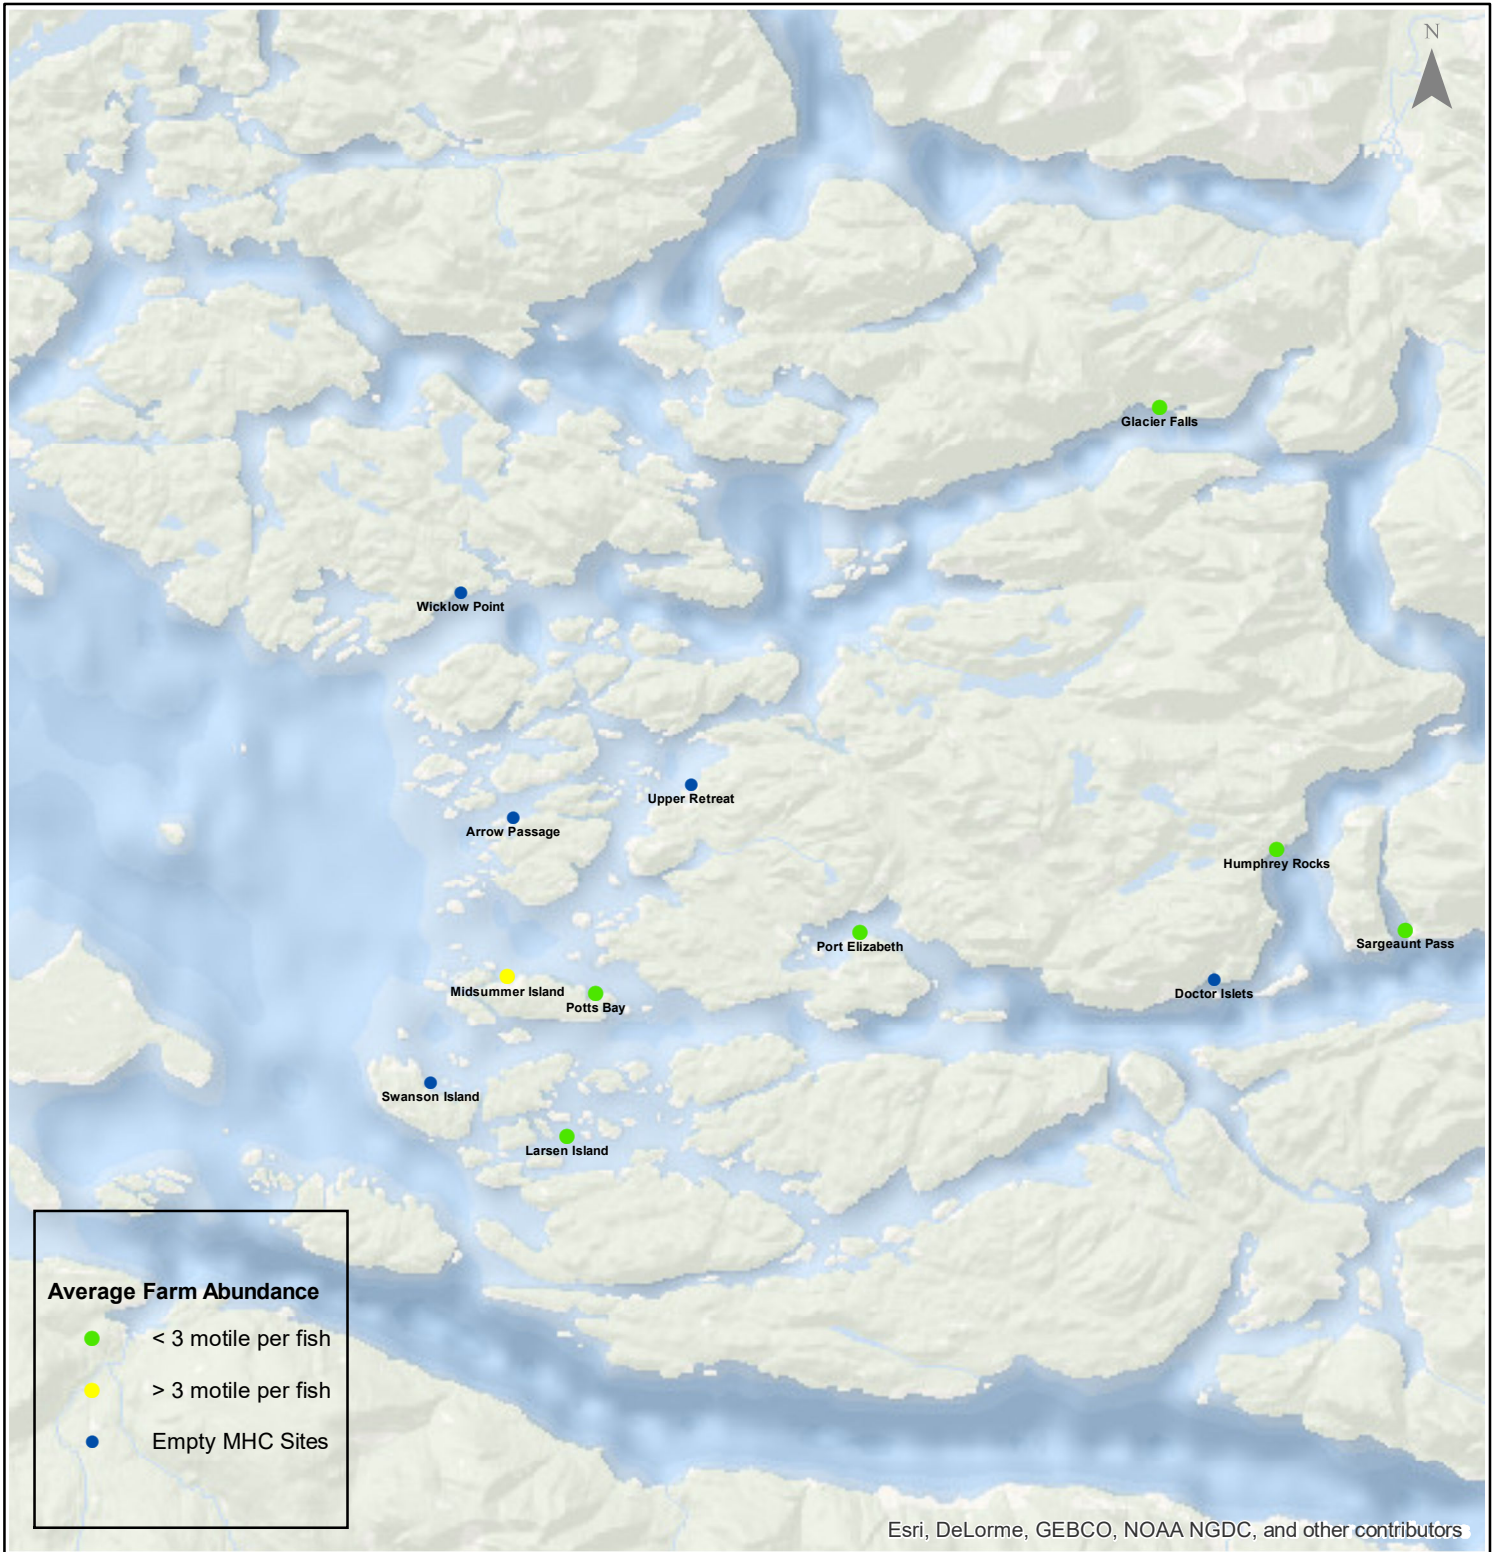 N
Glacier Falls
Wicklow Point
Upper Retreat
Arrow Passage
Humphrey Rocks
Port Elizabeth
Sargeaunt Pass
Midsummer Island
Doctor Islets
Potts Bay
Swanson Island
Larsen Island
Average Farm Abundance
< 3 motile per fish
> 3 motile per fish
Empty MHC Sites
Esri, DeLorme, GEBCO, NOAA NGDC, and other contributors